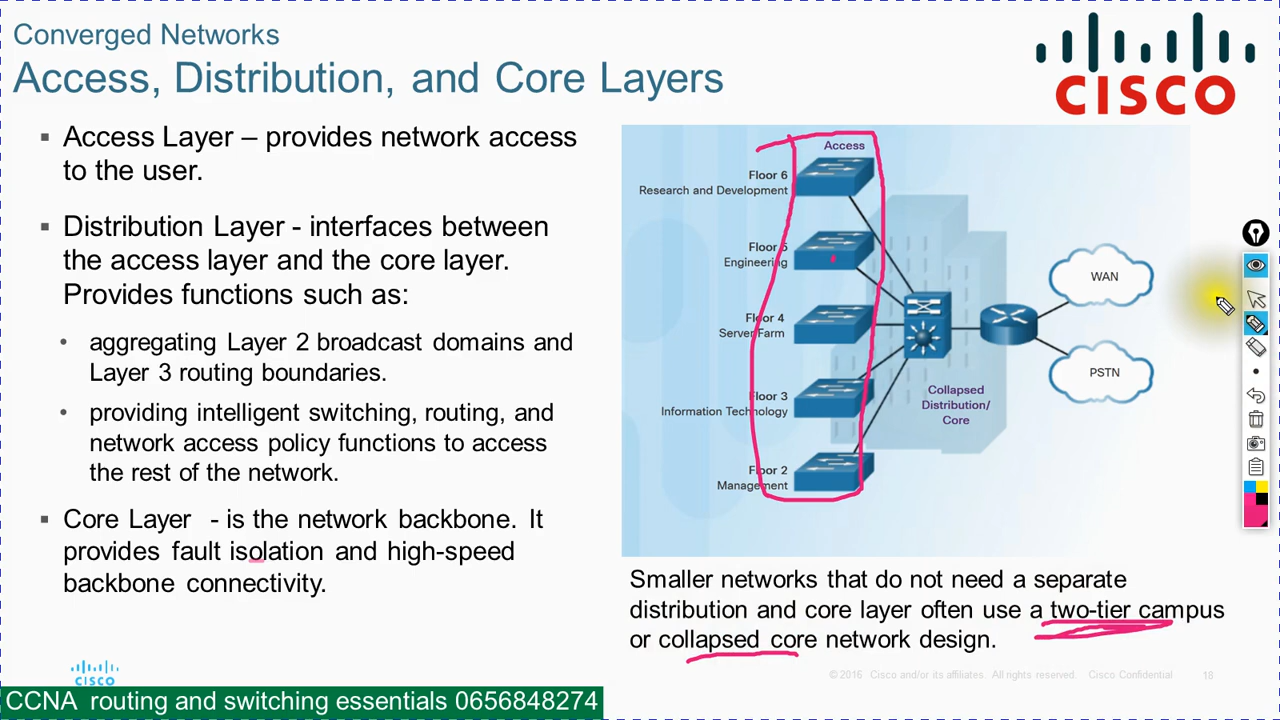 Converged Networks
Access, Distribution, and Core Layers
CISCO
▪ Access Layer – provides network access
to the user.
▪ Distribution Layer - interfaces between
the access layer and the core layer.
Provides functions such as:
• aggregating Layer 2 broadcast domains and
Layer 3 routing boundaries.
• providing intelligent switching, routing, and
network access policy functions to access
the rest of the network.
▪ Core Layer - is the network backbone. It
provides fault isolation and high-speed
backbone connectivity.
Access
Floor 6
Research and Development
Floor 5
Engineering
Floor 4
Server Farm
Floor 3
Information Technology
Floor 2
Management
Collapsed
Distribution/
Core
WAN
PSTN
Smaller networks that do not need a separate
distribution and core layer often use a two-tier campus
or collapsed core network design.
CISCO
© 2016 Cisco and/or its affiliates. All rights reserved. Cisco Confidential
18
CCNA routing and switching essentials 0656848274